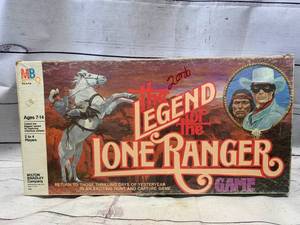 MB
Ages 7-14
2 to 4
Players
the
LEGEND
of the
LONE RANGER
GAME
MILTON
BRADLEY
Company
RETURN TO THOSE THRILLING DAYS OF YESTERYEAR
IN AN EXCITING HUNT AND CAPTURE GAME